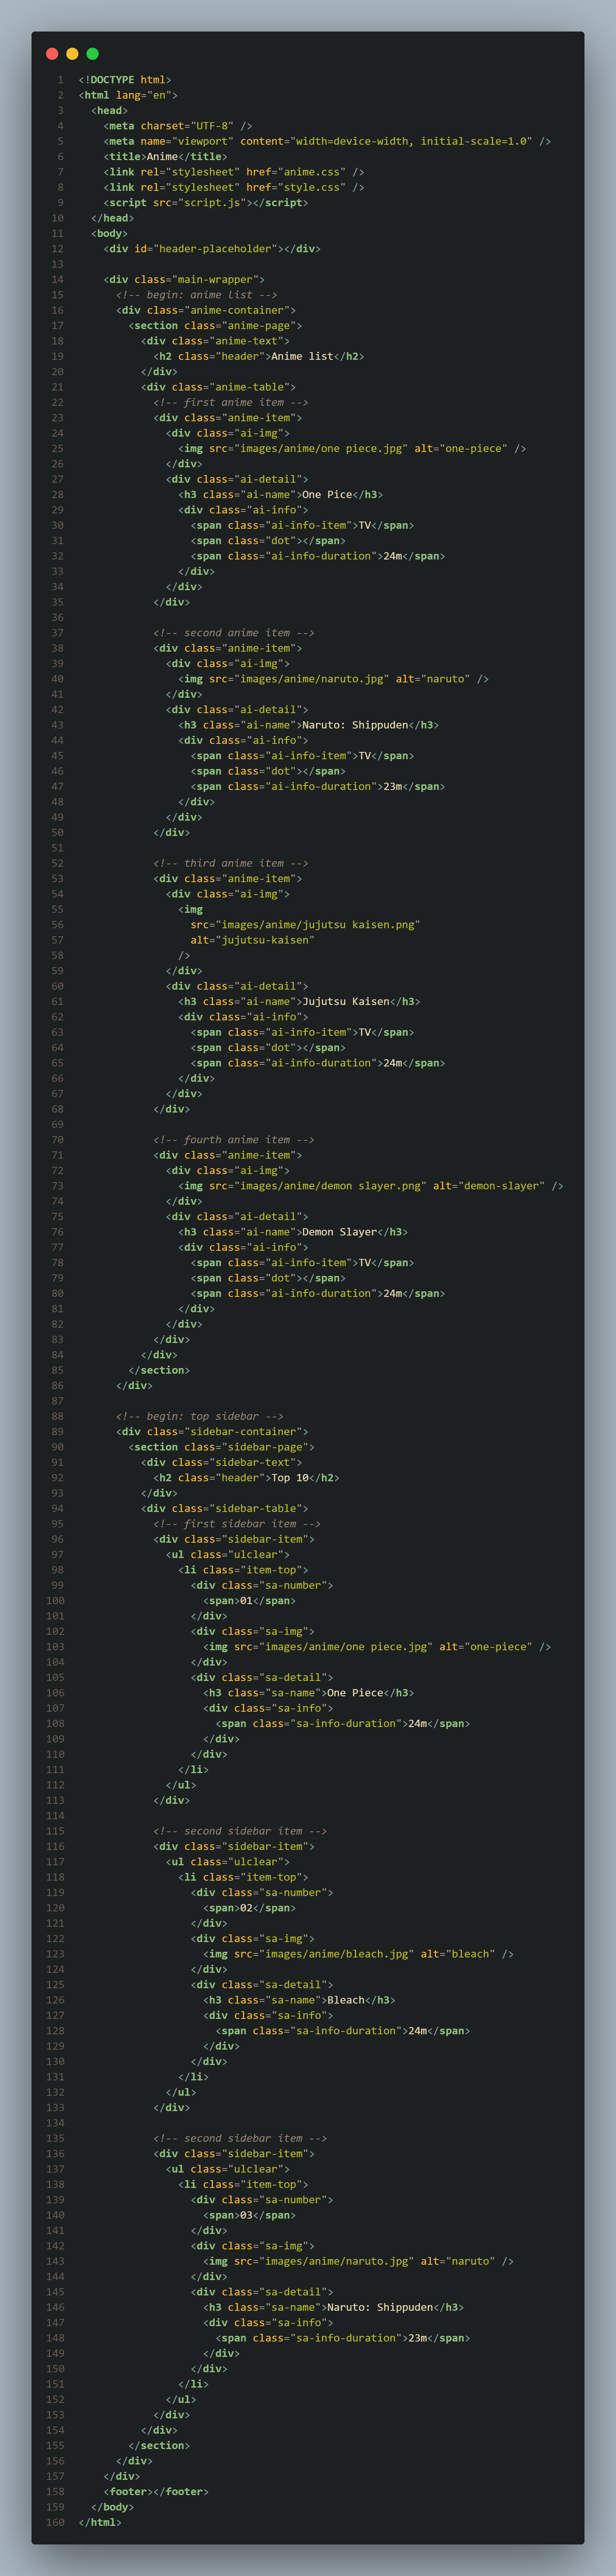 1 <!DOCTYPE html>
2 <html lang="en">
3   <head>
4     <meta charset="UTF-8" />
5     <meta name="viewport" content="width=device-width, initial-scale=1.0" />
6     <title>Anime</title>
7     <link rel="stylesheet" href="anime.css" />
8     <link rel="stylesheet" href="style.css" />
9     <script src="script.js"></script>
10   </head>
11   <body>
12     <div id="header-placeholder"></div>
13
14     <div class="main-wrapper">
15       <!-- begin: anime list -->
16       <div class="anime-container">
17         <section class="anime-page">
18           <div class="anime-text">
19             <h2 class="header">Anime list</h2>
20           </div>
21           <div class="anime-table">
22             <!-- first anime item -->
23             <div class="anime-item">
24               <div class="ai-img">
25                 <img src="images/anime/one piece.jpg" alt="one-piece" />
26               </div>
27               <div class="ai-detail">
28                 <h3 class="ai-name">One Pice</h3>
29                 <div class="ai-info">
30                   <span class="ai-info-item">TV</span>
31                   <span class="dot"></span>
32                   <span class="ai-info-duration">24m</span>
33                 </div>
34               </div>
35             </div>
36
37             <!-- second anime item -->
38             <div class="anime-item">
39               <div class="ai-img">
40                 <img src="images/anime/naruto.jpg" alt="naruto" />
41               </div>
42               <div class="ai-detail">
43                 <h3 class="ai-name">Naruto: Shippuden</h3>
44                 <div class="ai-info">
45                   <span class="ai-info-item">TV</span>
46                   <span class="dot"></span>
47                   <span class="ai-info-duration">23m</span>
48                 </div>
49               </div>
50             </div>
51
52             <!-- third anime item -->
53             <div class="anime-item">
54               <div class="ai-img">
55                 <img
56                   src="images/anime/jujutsu kaisen.png"
57                   alt="jujutsu-kaisen"
58                 />
59               </div>
60               <div class="ai-detail">
61                 <h3 class="ai-name">Jujutsu Kaisen</h3>
62                 <div class="ai-info">
63                   <span class="ai-info-item">TV</span>
64                   <span class="dot"></span>
65                   <span class="ai-info-duration">24m</span>
66                 </div>
67               </div>
68             </div>
69
70             <!-- fourth anime item -->
71             <div class="anime-item">
72               <div class="ai-img">
73                 <img src="images/anime/demon slayer.png" alt="demon-slayer" />
74               </div>
75               <div class="ai-detail">
76                 <h3 class="ai-name">Demon Slayer</h3>
77                 <div class="ai-info">
78                   <span class="ai-info-item">TV</span>
79                   <span class="dot"></span>
80                   <span class="ai-info-duration">24m</span>
81                 </div>
82               </div>
83             </div>
84           </div>
85         </section>
86       </div>
87
88       <!-- begin: top sidebar -->
89       <div class="sidebar-container">
90         <section class="sidebar-page">
91           <div class="sidebar-text">
92             <h2 class="header">Top 10</h2>
93           </div>
94           <div class="sidebar-table">
95             <!-- first sidebar item -->
96             <div class="sidebar-item">
97               <ul class="ulclear">
98                 <li class="item-top">
99                   <div class="sa-number">
100                     <span>01</span>
101                   </div>
102                   <div class="sa-img">
103                     <img src="images/anime/one piece.jpg" alt="one-piece" />
104                   </div>
105                   <div class="sa-detail">
106                     <h3 class="sa-name">One Piece</h3>
107                     <div class="sa-info">
108                       <span class="sa-info-duration">24m</span>
109                     </div>
110                   </div>
111                 </li>
112               </ul>
113             </div>
114
115             <!-- second sidebar item -->
116             <div class="sidebar-item">
117               <ul class="ulclear">
118                 <li class="item-top">
119                   <div class="sa-number">
120                     <span>02</span>
121                   </div>
122                   <div class="sa-img">
123                     <img src="images/anime/bleach.jpg" alt="bleach" />
124                   </div>
125                   <div class="sa-detail">
126                     <h3 class="sa-name">Bleach</h3>
127                     <div class="sa-info">
128                       <span class="sa-info-duration">24m</span>
129                     </div>
130                   </div>
131                 </li>
132               </ul>
133             </div>
134
135             <!-- second sidebar item -->
136             <div class="sidebar-item">
137               <ul class="ulclear">
138                 <li class="item-top">
139                   <div class="sa-number">
140                     <span>03</span>
141                   </div>
142                   <div class="sa-img">
143                     <img src="images/anime/naruto.jpg" alt="naruto" />
144                   </div>
145                   <div class="sa-detail">
146                     <h3 class="sa-name">Naruto: Shippuden</h3>
147                     <div class="sa-info">
148                       <span class="sa-info-duration">23m</span>
149                     </div>
150                   </div>
151                 </li>
152               </ul>
153             </div>
154           </div>
155         </section>
156       </div>
157     </div>
158     <footer></footer>
159   </body>
160 </html>